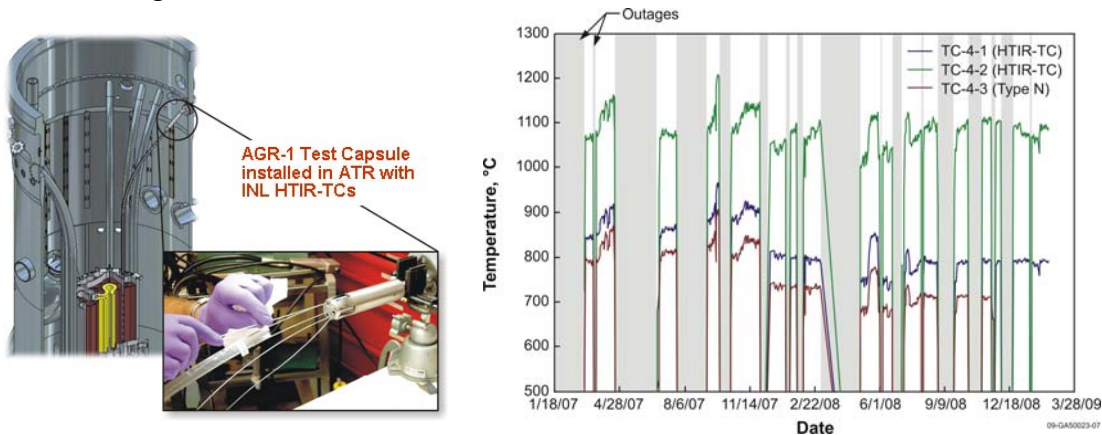 AGR-1 Test Capsule
installed in ATR with
INL HTIR-TCs
Outages
TC-4-1 (HTIR-TC)
TC-4-2 (HTIR-TC)
TC-4-3 (Type N)
Temperature, °C
1300
1200
1100
1000
900
800
700
600
500
1/18/07 4/28/07 8/6/07 11/14/07 2/22/08 6/1/08 9/9/08 12/18/08 3/28/09
Date
09-GA50023-07